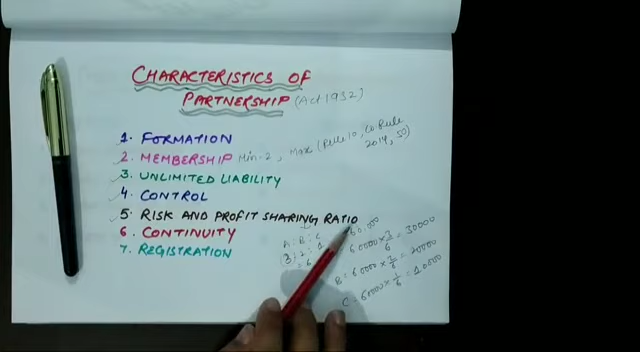 CHARACTERISTICS OF
PARTNERSHIP (Act 1932)
1. FORMATION
2. MEMBERSHIP Min-2, Max (Rule 10, Co Rule 2014, 50)
3. UNLIMITED LIABILITY
4. CONTROL
5. RISK AND PROFIT SHARING RATIO
6. CONTINUITY
7. REGISTRATION
A : B : C
3 : 2 : 1
= 6
60,000
60000 × 3/6 = 30000
B = 60000 × 2/6 = 20000
C = 60000 × 1/6 = 10000